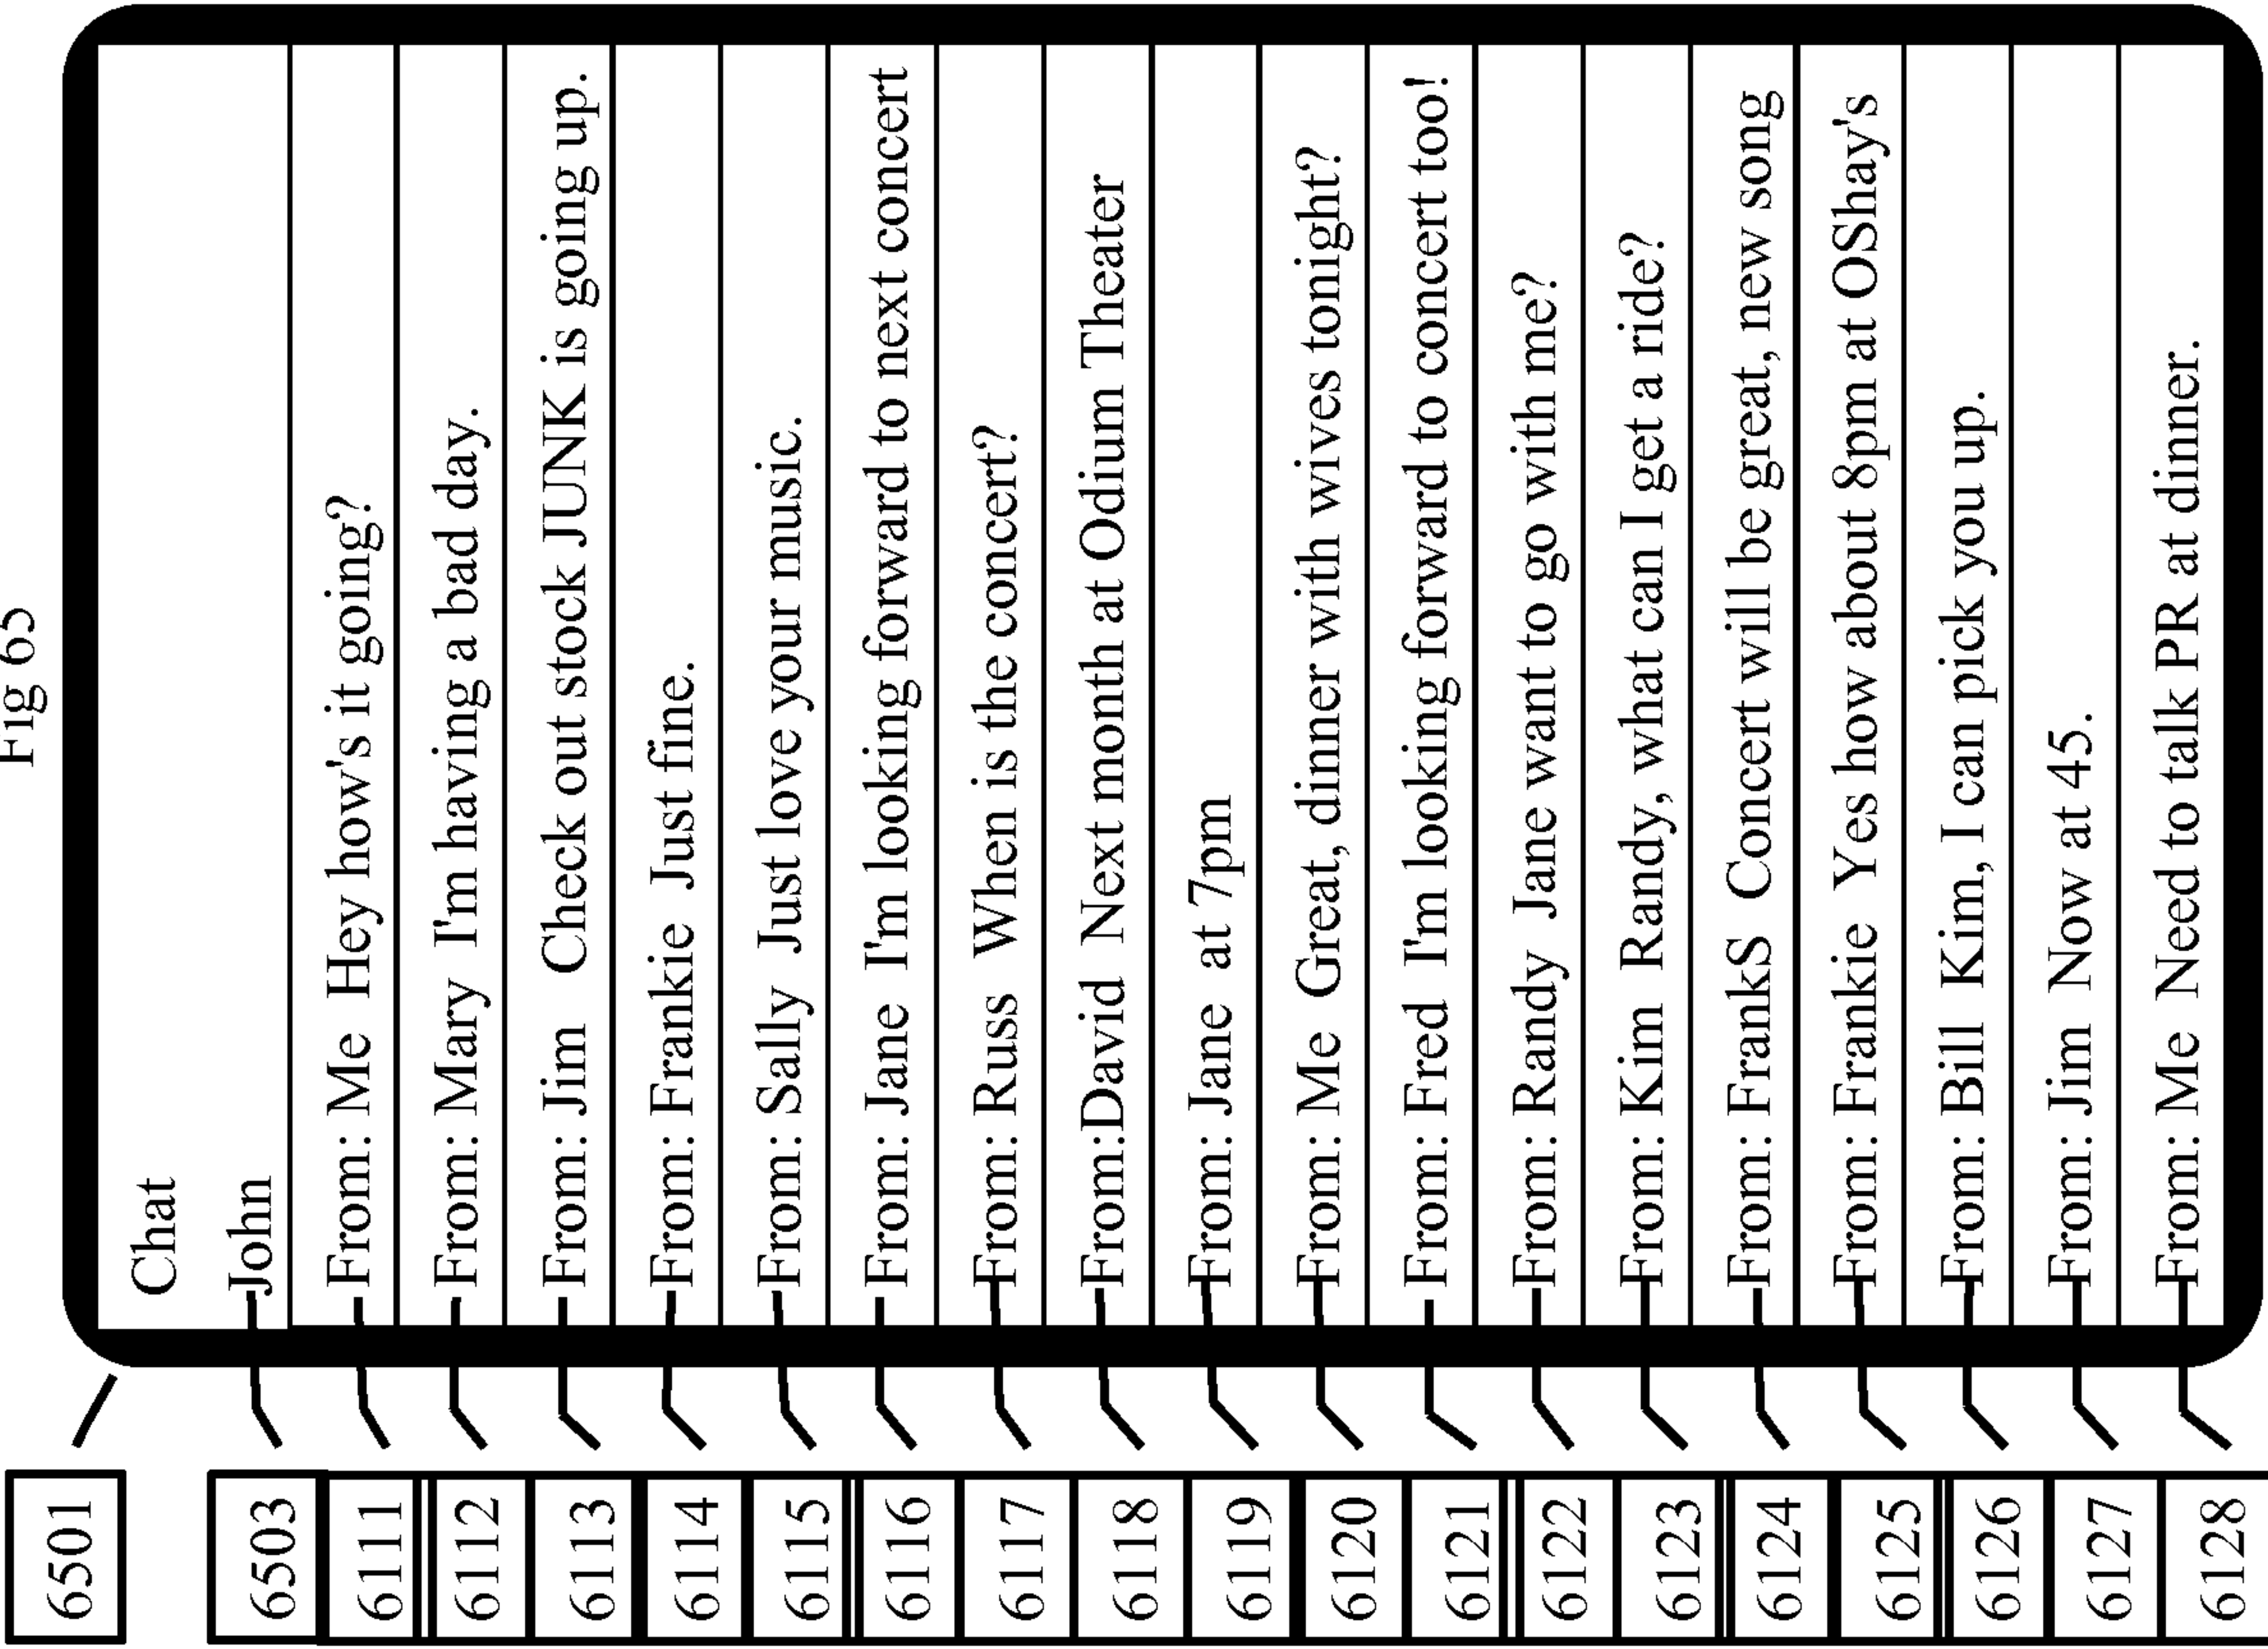 Fig 65
6501
Chat
6503 John
6111 From: Me Hey how's it going?
6112 From: Mary I'm having a bad day.
6113 From: Jim Check out stock JUNK is going up.
6114 From: Frankie Just fine.
6115 From: Sally Just love your music.
6116 From: Jane I'm looking forward to next concert
6117 From: Russ When is the concert?
6118 From:David Next month at Odium Theater
6119 From: Jane at 7pm
6120 From: Me Great, dinner with wives tonight?
6121 From: Fred I'm looking forward to concert too!
6122 From: Randy Jane want to go with me?
6123 From: Kim Randy, what can I get a ride?
6124 From: FrankS Concert will be great, new song
6125 From: Frankie Yes how about 8pm at OShay's
6126 From: Bill Kim, I can pick you up.
6127 From: Jim Now at 45.
6128 From: Me Need to talk PR at dinner.